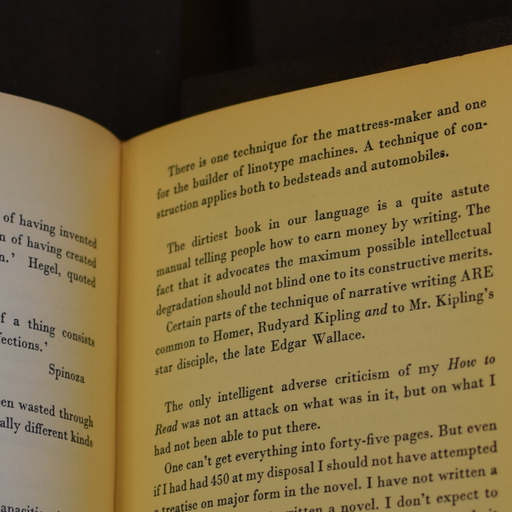 of having invented
n of having created
n.' Hegel, quoted
f a thing consists
ections.'
Spinoza
en wasted through
ally different kinds
There is one technique for the mattress-maker and one
for the builder of linotype machines. A technique of con-
struction applies both to bedsteads and automobiles.
The dirtiest book in our language is a quite astute
manual telling people how to earn money by writing. The
fact that it advocates the maximum possible intellectual
degradation should not blind one to its constructive merits.
Certain parts of the technique of narrative writing ARE
common to Homer, Rudyard Kipling and to Mr. Kipling's
star disciple, the late Edgar Wallace.
The only intelligent adverse criticism of my How to
Read was not an attack on what was in it, but on what I
had not been able to put there.
One can't get everything into forty-five pages. But even
if I had had 450 at my disposal I should not have attempted
a treatise on major form in the novel. I have not written a
written a novel. I don't expect to